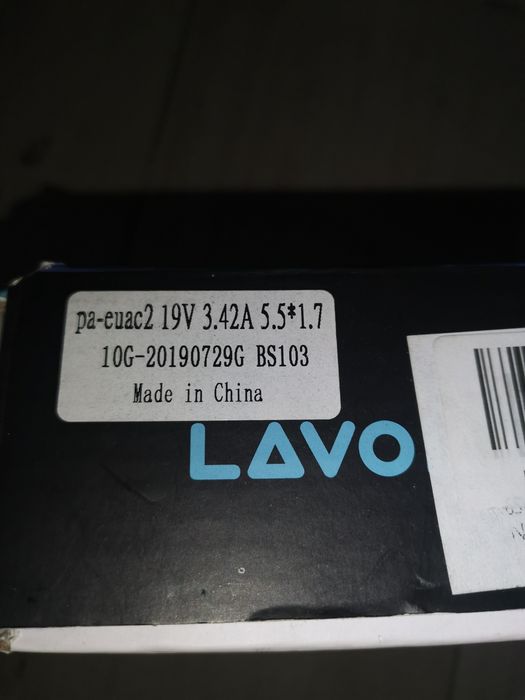 pa-euac2 19V 3.42A 5.5*1.7
10G-20190729G BS103
Made in China
LAVO